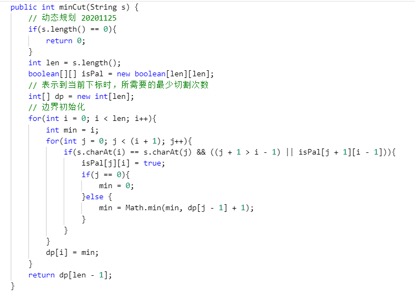 public int minCut(String s) {
    // 动态规划 20201125
    if(s.length() == 0){
        return 0;
    }
    int len = s.length();
    boolean[][] isPal = new boolean[len][len];
    // 表示到当前下标时，所需要的最少切割次数
    int[] dp = new int[len];
    // 边界初始化
    for(int i = 0; i < len; i++){
        int min = i;
        for(int j = 0; j < (i + 1); j++){
            if(s.charAt(i) == s.charAt(j) && ((j + 1 > i - 1) || isPal[j + 1][i - 1])){
                isPal[j][i] = true;
                if(j == 0){
                    min = 0;
                }else {
                    min = Math.min(min, dp[j - 1] + 1);
                }
            }
        }
        dp[i] = min;
    }
    return dp[len - 1];
}